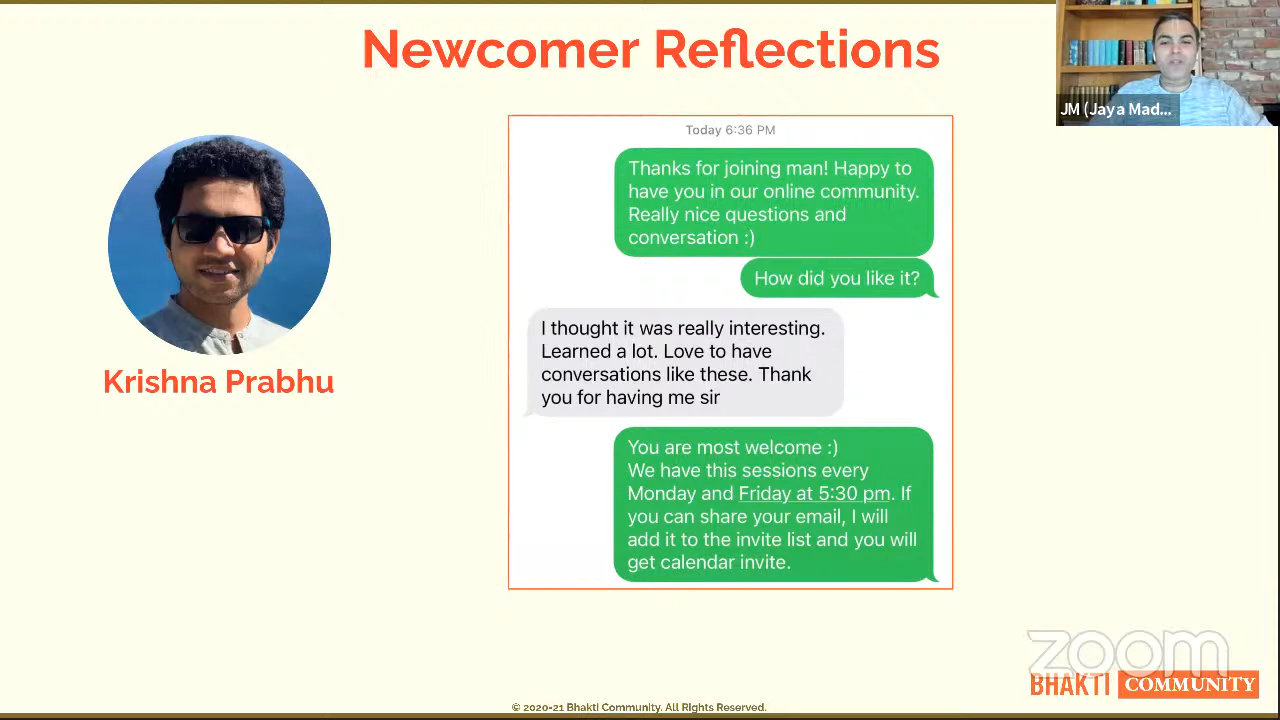 Newcomer Reflections
JM (Jaya Mad...
Today 6:36 PM
Thanks for joining man! Happy to
have you in our online community.
Really nice questions and
conversation :)
How did you like it?
I thought it was really interesting.
Learned a lot. Love to have
conversations like these. Thank
you for having me sir
You are most welcome :)
We have this sessions every
Monday and Friday at 5:30 pm. If
you can share your email, I will
add it to the invite list and you will
get calendar invite.
Krishna Prabhu
zoom
BHAKTI COMMUNITY
© 2020-21 Bhakti Community. All Rights Reserved.